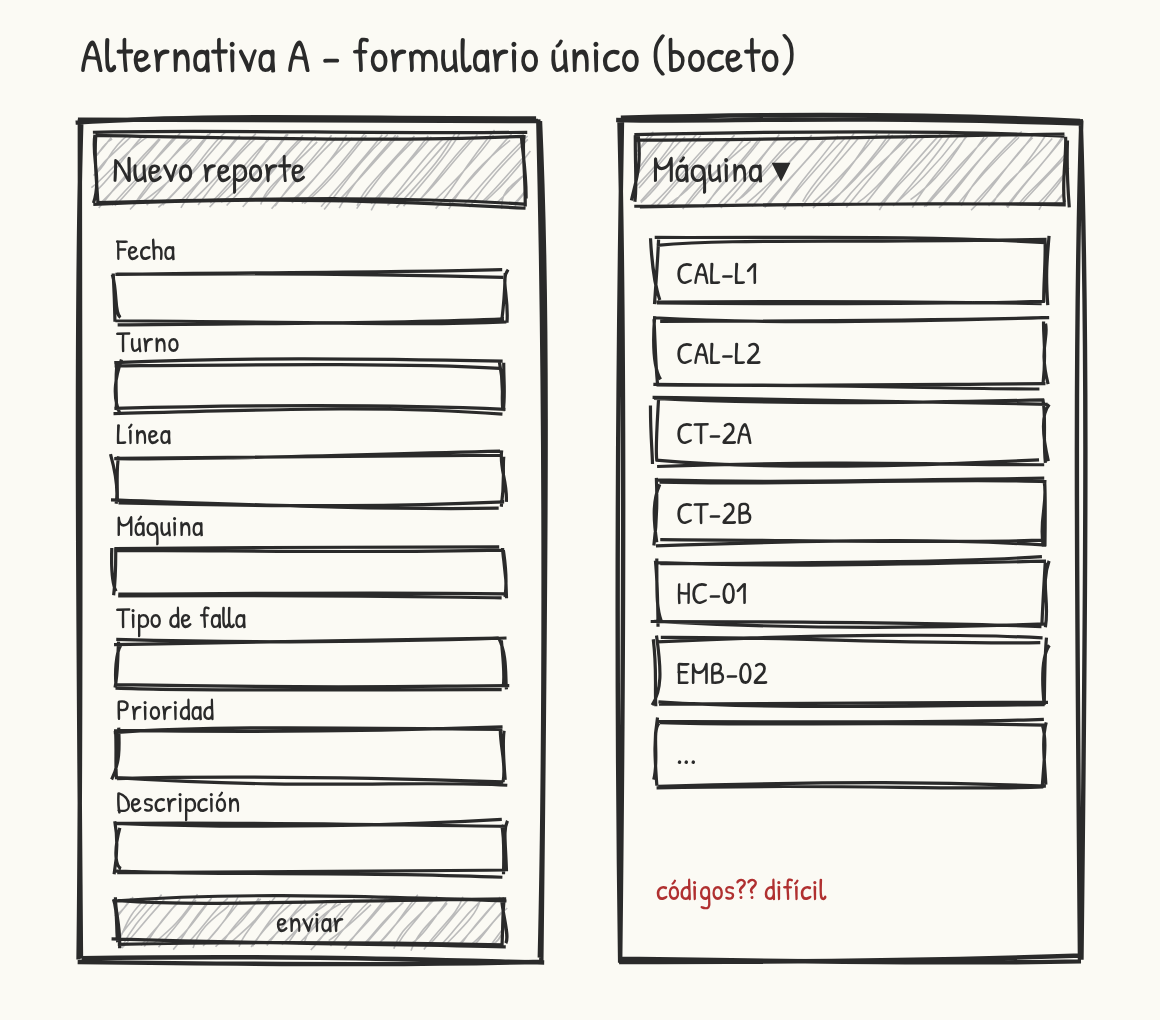 Alternativa A - formulario único (boceto)
Nuevo reporte
Fecha
Turno
Línea
Máquina
Tipo de falla
Prioridad
Descripción
enviar
Máquina ▼
CAL-L1
CAL-L2
CT-2A
CT-2B
HC-01
EMB-02
...
códigos?? difícil